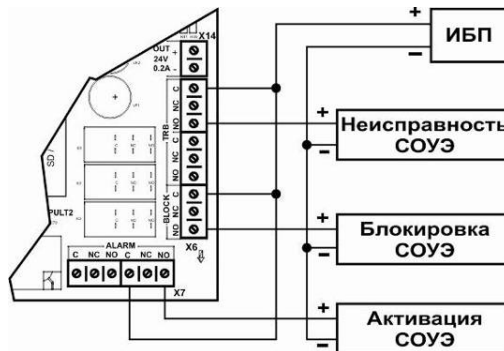 X14
OUT
24V
0.2A
+
-
C
NC
NO
TRB
C
NC
NO
C
NC
NO
BLOCK
X6
SD /
PULT2
ALARM
C NC NO C NC NO
X7
+
-
ИБП
+
-
Неисправность
СОУЭ
+
-
Блокировка
СОУЭ
+
-
Активация
СОУЭ